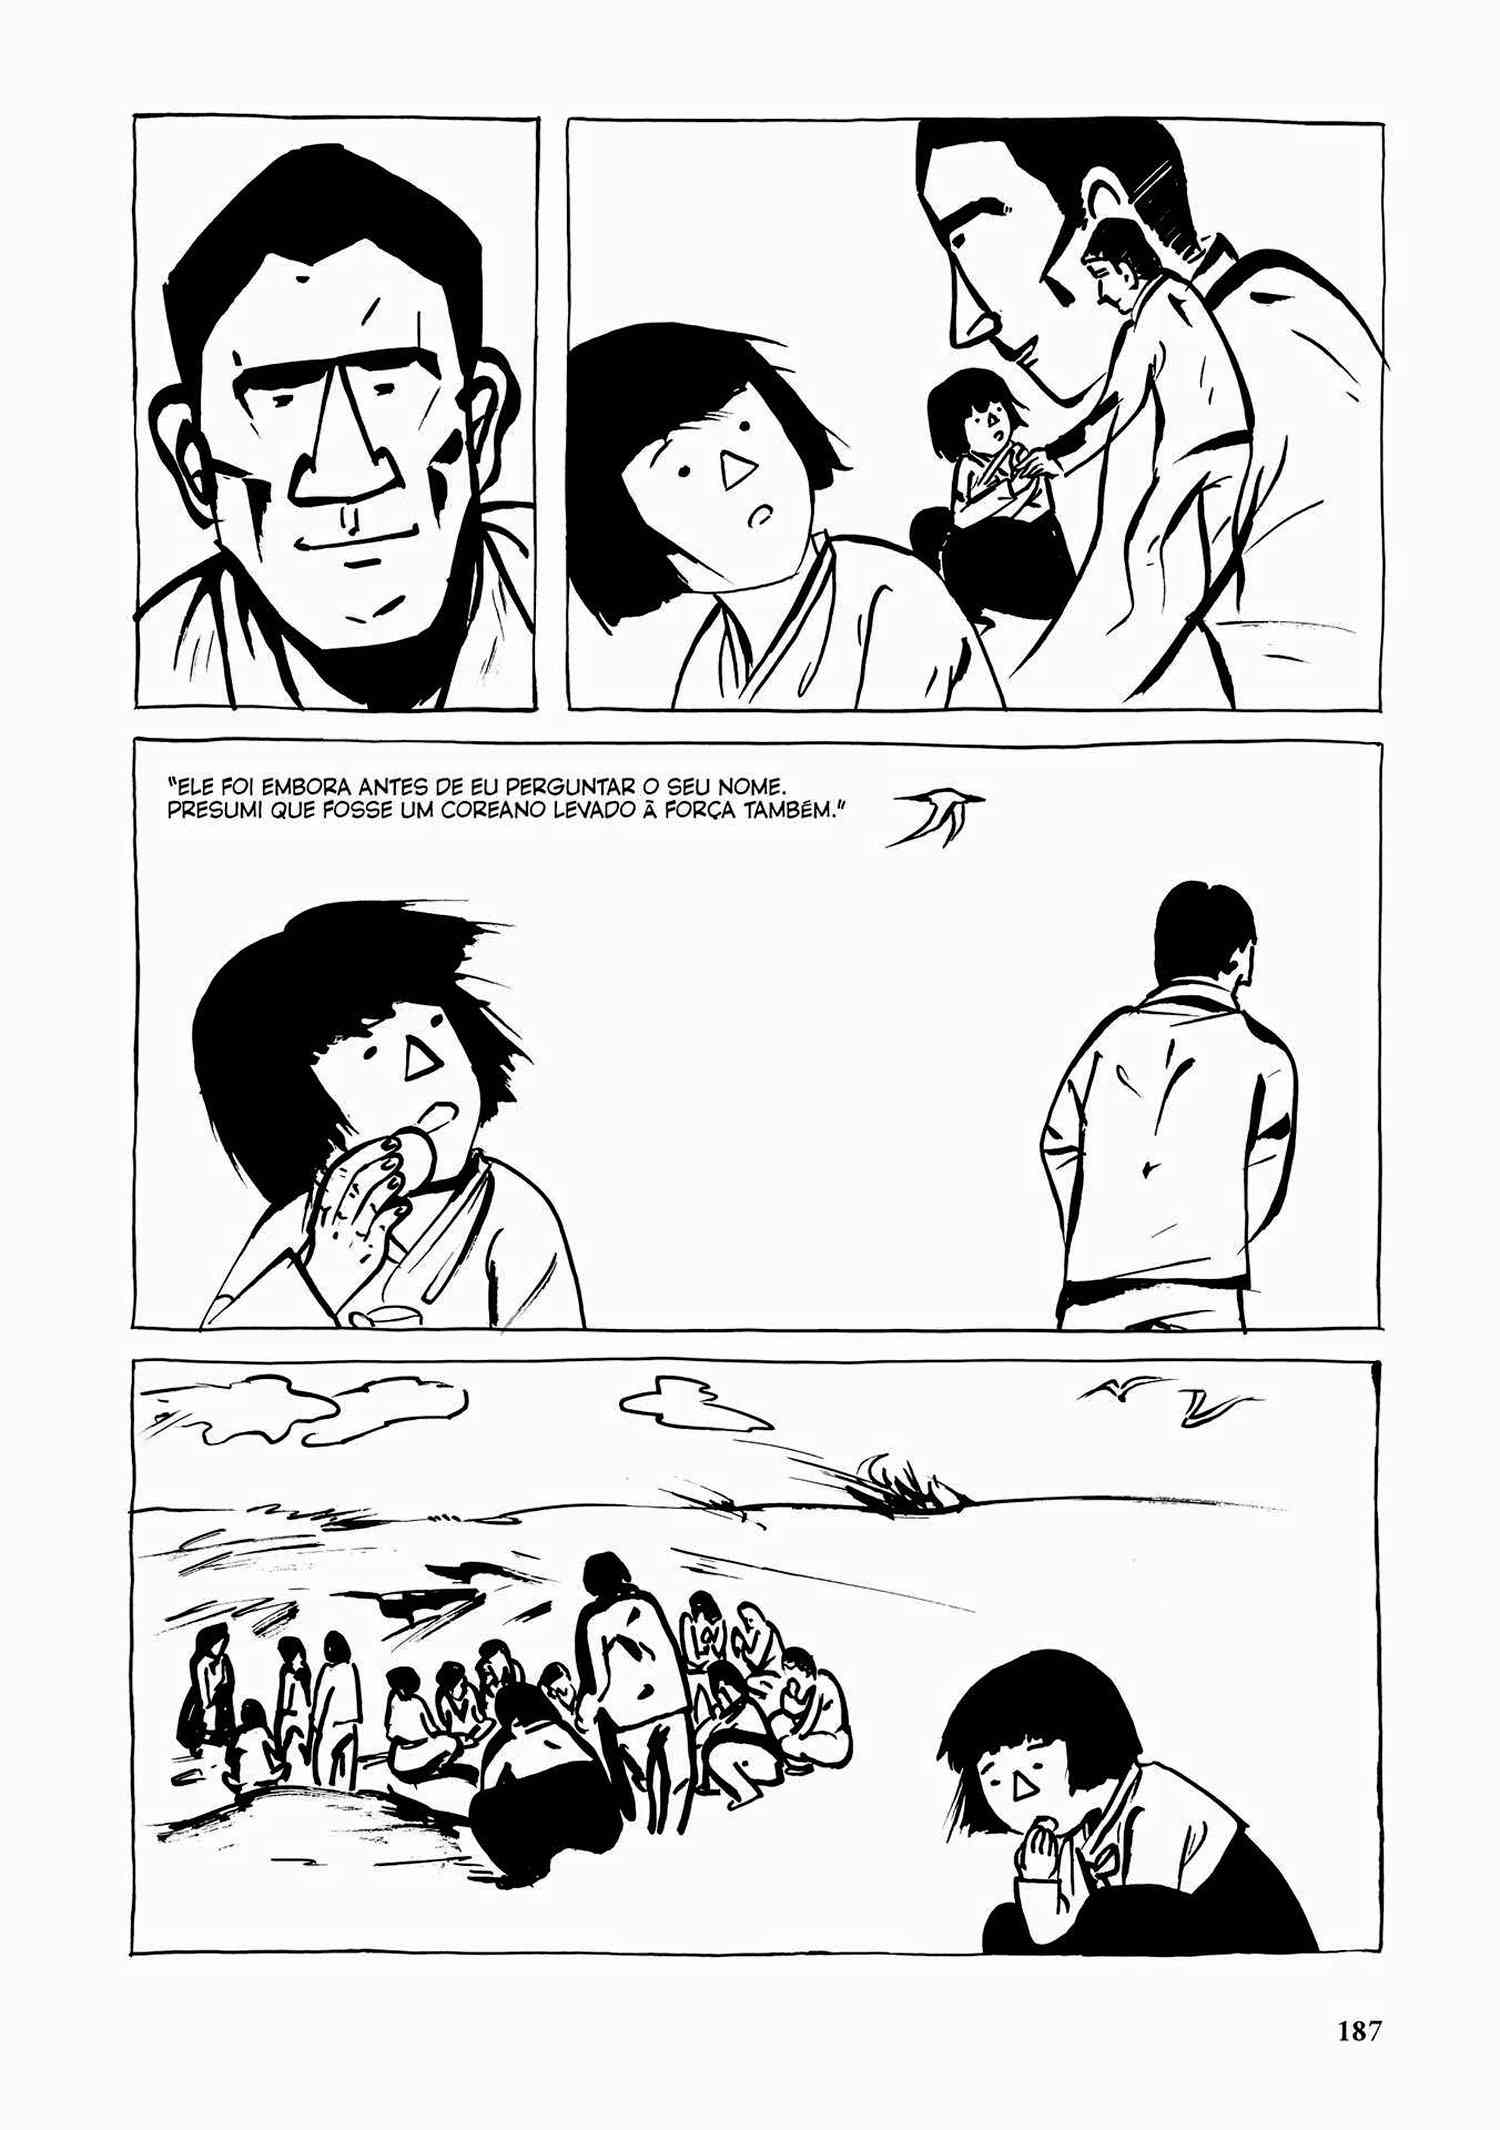 "ELE FOI EMBORA ANTES DE EU PERGUNTAR O SEU NOME.
PRESUMI QUE FOSSE UM COREANO LEVADO Ã FORÇA TAMBÉM."
187